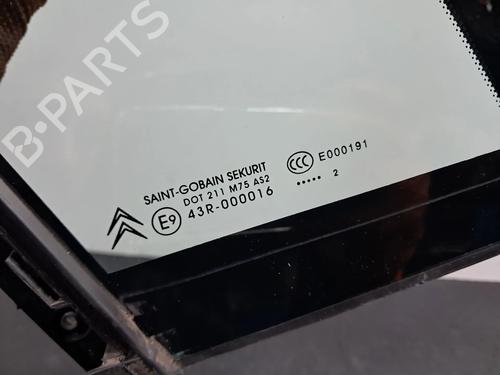 B-PARTS
SAINT-GOBAIN SEKURIT
DOT 211 M75 AS2
E9 43R-000016
CCC E000191
..... 2